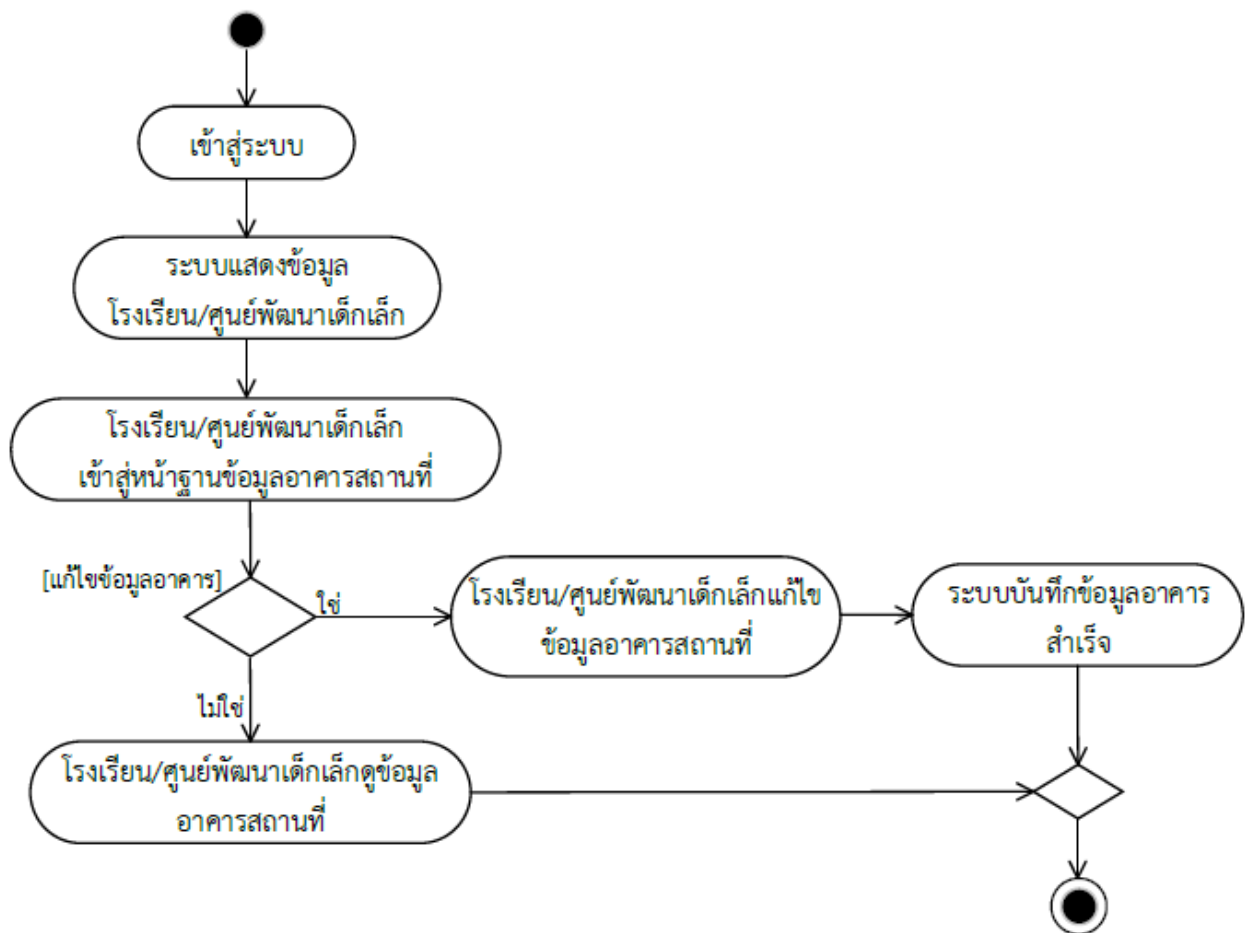 เข้าสู่ระบบ
ระบบแสดงข้อมูล
โรงเรียน/ศูนย์พัฒนาเด็กเล็ก
โรงเรียน/ศูนย์พัฒนาเด็กเล็ก
เข้าสู่หน้าฐานข้อมูลอาคารสถานที่
[แก้ไขข้อมูลอาคาร]
ใช่
โรงเรียน/ศูนย์พัฒนาเด็กเล็กแก้ไข
ข้อมูลอาคารสถานที่
ระบบบันทึกข้อมูลอาคาร
สำเร็จ
ไม่ใช่
โรงเรียน/ศูนย์พัฒนาเด็กเล็กดูข้อมูล
อาคารสถานที่